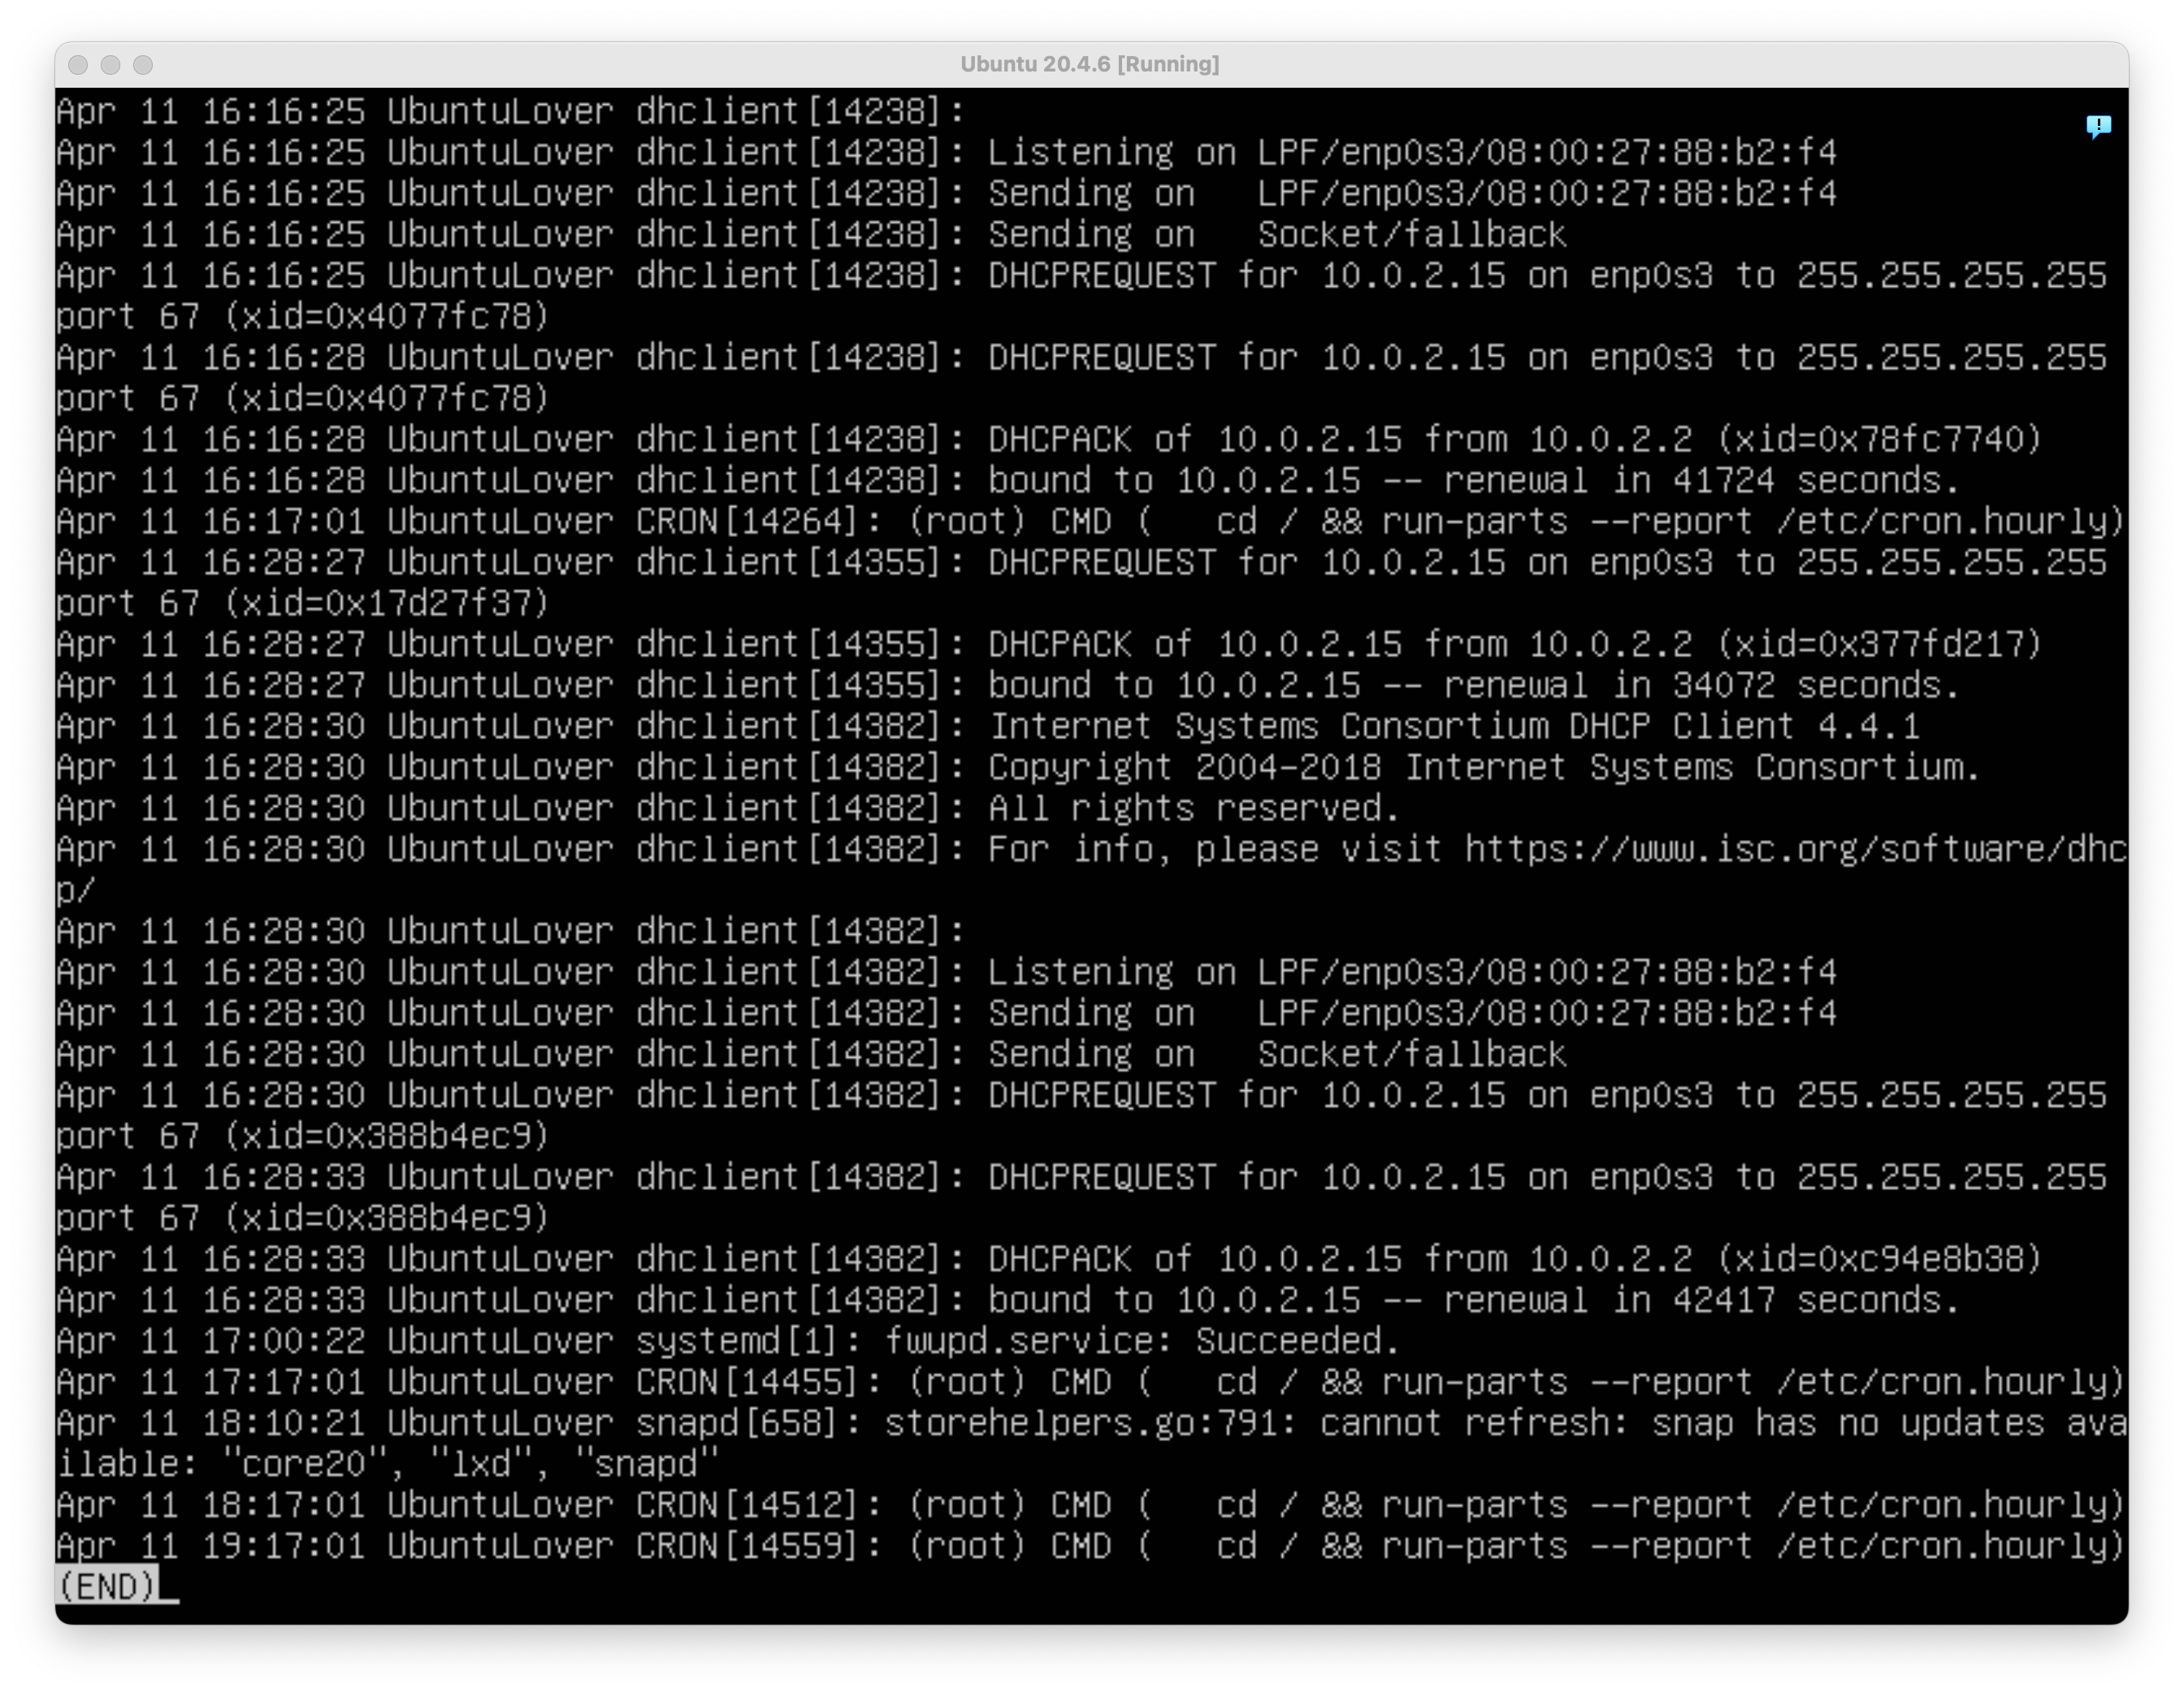 Ubuntu 20.4.6 [Running]
Apr 11 16:16:25 UbuntuLover dhclient[14238]:
Apr 11 16:16:25 UbuntuLover dhclient[14238]: Listening on LPF/enp0s3/08:00:27:88:b2:f4
Apr 11 16:16:25 UbuntuLover dhclient[14238]: Sending on   LPF/enp0s3/08:00:27:88:b2:f4
Apr 11 16:16:25 UbuntuLover dhclient[14238]: Sending on   Socket/fallback
Apr 11 16:16:25 UbuntuLover dhclient[14238]: DHCPREQUEST for 10.0.2.15 on enp0s3 to 255.255.255.255
port 67 (xid=0x4077fc78)
Apr 11 16:16:28 UbuntuLover dhclient[14238]: DHCPREQUEST for 10.0.2.15 on enp0s3 to 255.255.255.255
port 67 (xid=0x4077fc78)
Apr 11 16:16:28 UbuntuLover dhclient[14238]: DHCPACK of 10.0.2.15 from 10.0.2.2 (xid=0x78fc7740)
Apr 11 16:16:28 UbuntuLover dhclient[14238]: bound to 10.0.2.15 -- renewal in 41724 seconds.
Apr 11 16:17:01 UbuntuLover CRON[14264]: (root) CMD (   cd / && run-parts --report /etc/cron.hourly)
Apr 11 16:28:27 UbuntuLover dhclient[14355]: DHCPREQUEST for 10.0.2.15 on enp0s3 to 255.255.255.255
port 67 (xid=0x17d27f37)
Apr 11 16:28:27 UbuntuLover dhclient[14355]: DHCPACK of 10.0.2.15 from 10.0.2.2 (xid=0x377fd217)
Apr 11 16:28:27 UbuntuLover dhclient[14355]: bound to 10.0.2.15 -- renewal in 34072 seconds.
Apr 11 16:28:30 UbuntuLover dhclient[14382]: Internet Systems Consortium DHCP Client 4.4.1
Apr 11 16:28:30 UbuntuLover dhclient[14382]: Copyright 2004-2018 Internet Systems Consortium.
Apr 11 16:28:30 UbuntuLover dhclient[14382]: All rights reserved.
Apr 11 16:28:30 UbuntuLover dhclient[14382]: For info, please visit https://www.isc.org/software/dhc
p/
Apr 11 16:28:30 UbuntuLover dhclient[14382]:
Apr 11 16:28:30 UbuntuLover dhclient[14382]: Listening on LPF/enp0s3/08:00:27:88:b2:f4
Apr 11 16:28:30 UbuntuLover dhclient[14382]: Sending on   LPF/enp0s3/08:00:27:88:b2:f4
Apr 11 16:28:30 UbuntuLover dhclient[14382]: Sending on   Socket/fallback
Apr 11 16:28:30 UbuntuLover dhclient[14382]: DHCPREQUEST for 10.0.2.15 on enp0s3 to 255.255.255.255
port 67 (xid=0x388b4ec9)
Apr 11 16:28:33 UbuntuLover dhclient[14382]: DHCPREQUEST for 10.0.2.15 on enp0s3 to 255.255.255.255
port 67 (xid=0x388b4ec9)
Apr 11 16:28:33 UbuntuLover dhclient[14382]: DHCPACK of 10.0.2.15 from 10.0.2.2 (xid=0xc94e8b38)
Apr 11 16:28:33 UbuntuLover dhclient[14382]: bound to 10.0.2.15 -- renewal in 42417 seconds.
Apr 11 17:00:22 UbuntuLover systemd[1]: fwupd.service: Succeeded.
Apr 11 17:17:01 UbuntuLover CRON[14455]: (root) CMD (   cd / && run-parts --report /etc/cron.hourly)
Apr 11 18:10:21 UbuntuLover snapd[658]: storehelpers.go:791: cannot refresh: snap has no updates ava
ilable: "core20", "lxd", "snapd"
Apr 11 18:17:01 UbuntuLover CRON[14512]: (root) CMD (   cd / && run-parts --report /etc/cron.hourly)
Apr 11 19:17:01 UbuntuLover CRON[14559]: (root) CMD (   cd / && run-parts --report /etc/cron.hourly)
(END)